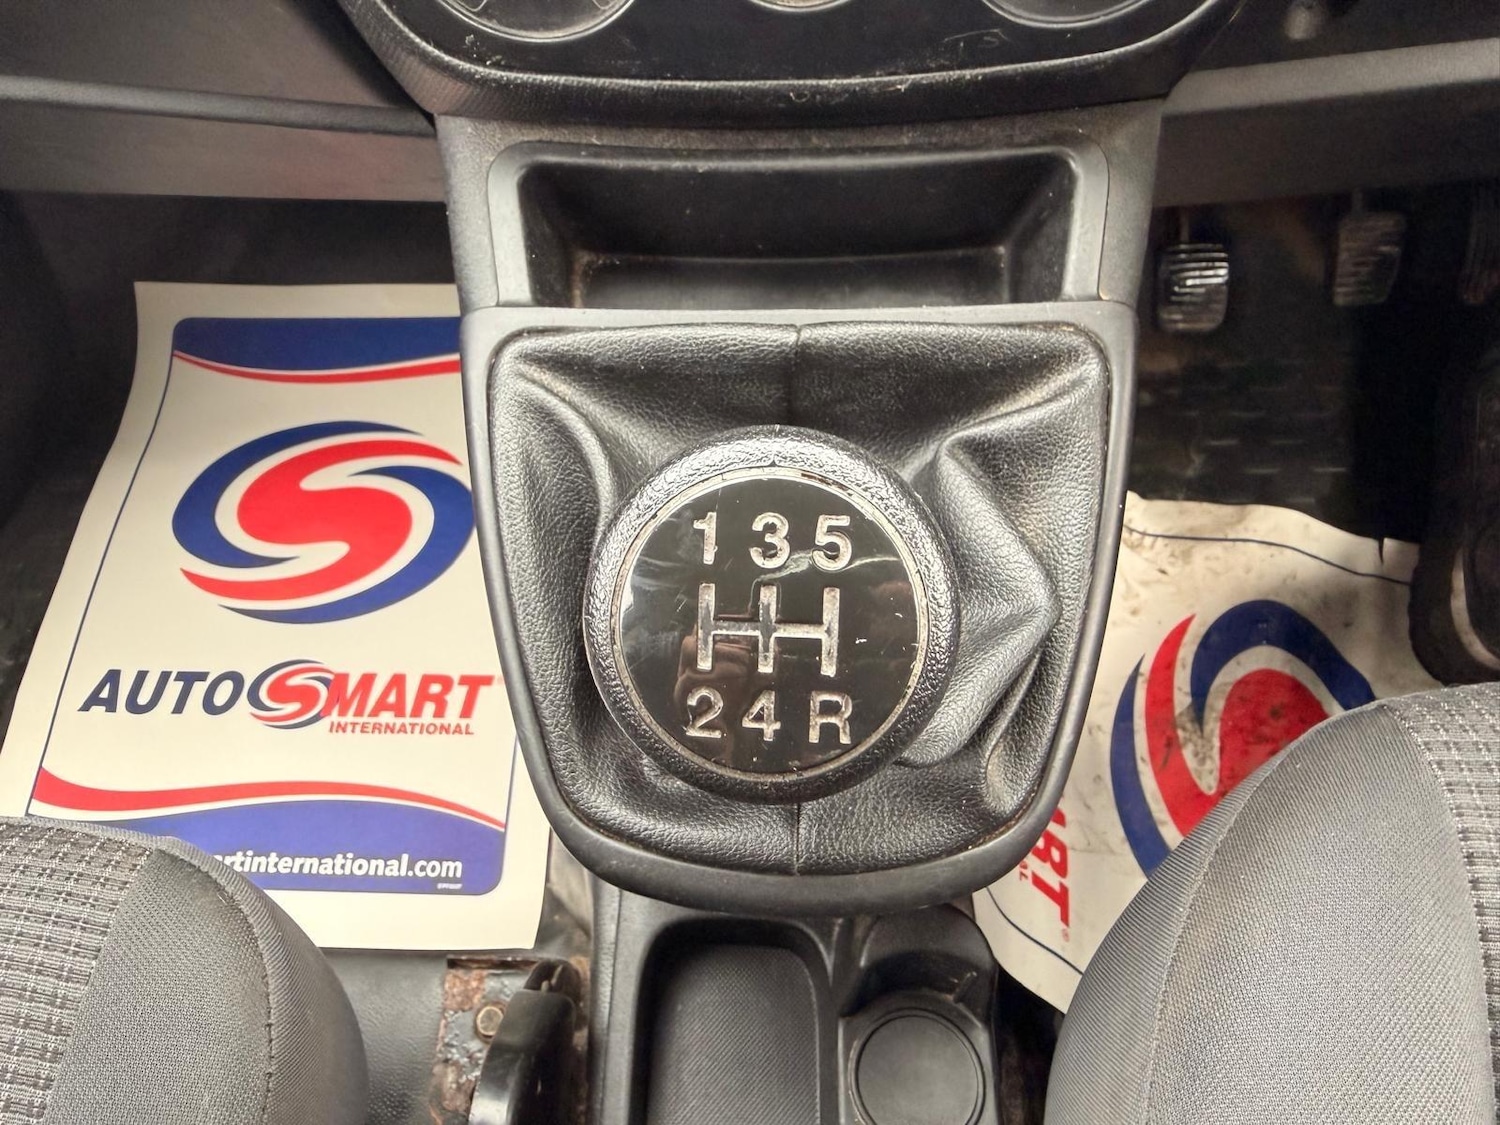 1 3 5
2 4 R
AUTOSMART
INTERNATIONAL
rtinternational.com